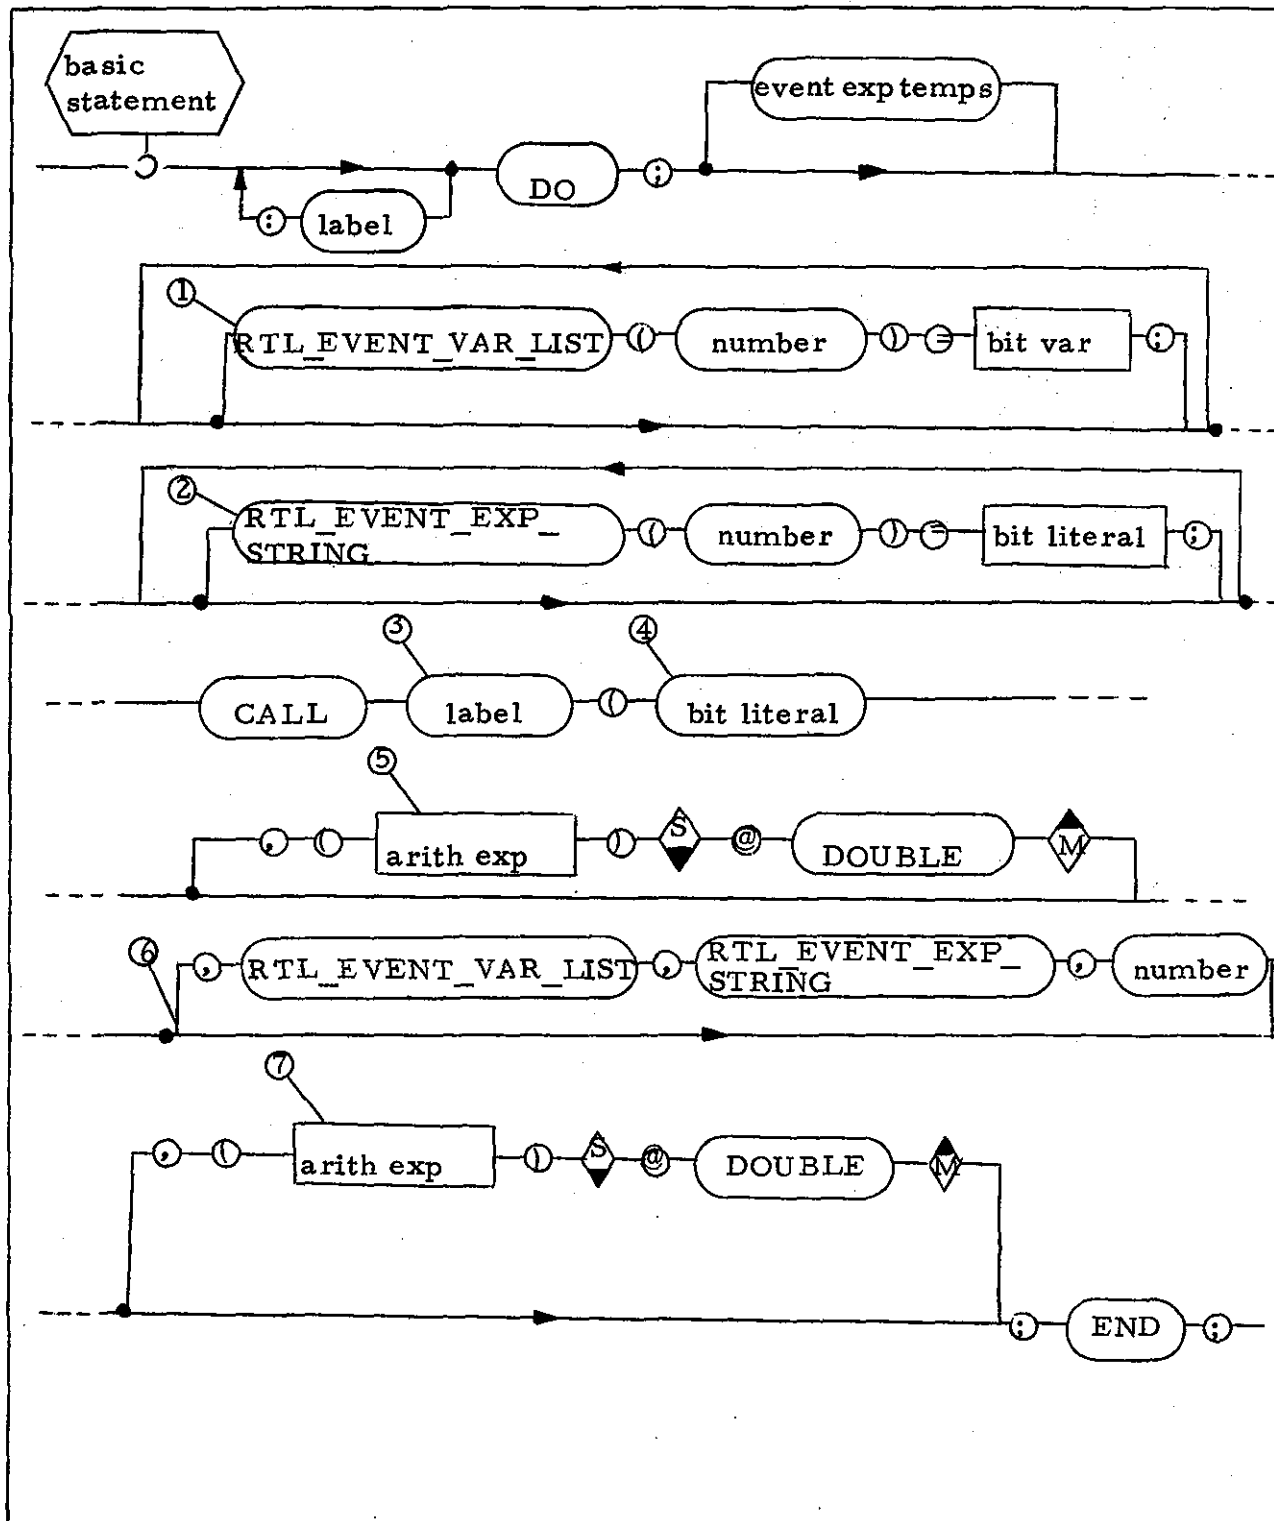 basic
statement
event exp temps
DO ;
: label
①
RTL_EVENT_VAR_LIST ( number ) = bit var ;
②
RTL_EVENT_EXP_
STRING ( number ) = bit literal ;
③ ④
CALL label ( bit literal
⑤
, ( arith exp ) S @ DOUBLE M
⑥
, RTL_EVENT_VAR_LIST , RTL_EVENT_EXP_
STRING , number
⑦
, ( arith exp ) S @ DOUBLE M
; END ;